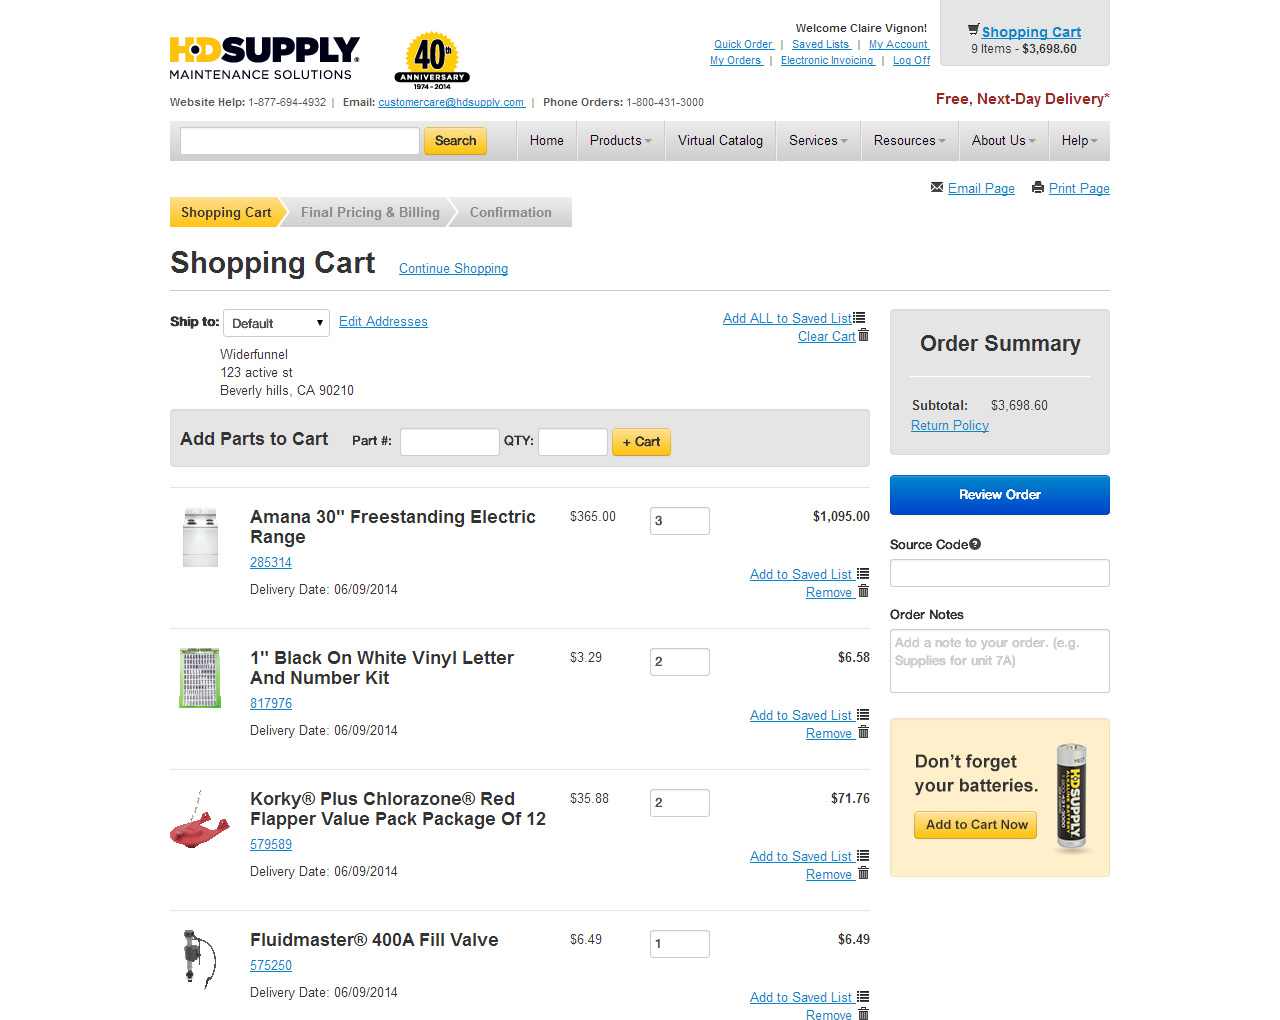 HDSUPPLY
MAINTENANCE SOLUTIONS
40th
ANNIVERSARY
1974-2014
Welcome Claire Vignon!
Quick Order | Saved Lists | My Account
My Orders | Electronic Invoicing | Log Off
Shopping Cart
9 Items - $3,698.60
Website Help: 1-877-694-4932 | Email: customercare@hdsupply.com | Phone Orders: 1-800-431-3000
Free, Next-Day Delivery*
Search
Home
Products
Virtual Catalog
Services
Resources
About Us
Help
Email Page
Print Page
Shopping Cart
Final Pricing & Billing
Confirmation
Shopping Cart
Continue Shopping
Ship to: Default Edit Addresses
Widerfunnel
123 active st
Beverly hills, CA 90210
Add ALL to Saved List
Clear Cart
Add Parts to Cart Part #: QTY: + Cart
Amana 30" Freestanding Electric
Range
285314
Delivery Date: 06/09/2014
$365.00
3
$1,095.00
Add to Saved List
Remove
1" Black On White Vinyl Letter
And Number Kit
817976
Delivery Date: 06/09/2014
$3.29
2
$6.58
Add to Saved List
Remove
Korky® Plus Chlorazone® Red
Flapper Value Pack Package Of 12
579589
Delivery Date: 06/09/2014
$35.88
2
$71.76
Add to Saved List
Remove
Fluidmaster® 400A Fill Valve
575250
Delivery Date: 06/09/2014
$6.49
1
$6.49
Add to Saved List
Remove
Order Summary
Subtotal: $3,698.60
Return Policy
Review Order
Source Code
Order Notes
Add a note to your order. (e.g.
Supplies for unit 7A)
Don't forget
your batteries.
Add to Cart Now
HDSUPPLY